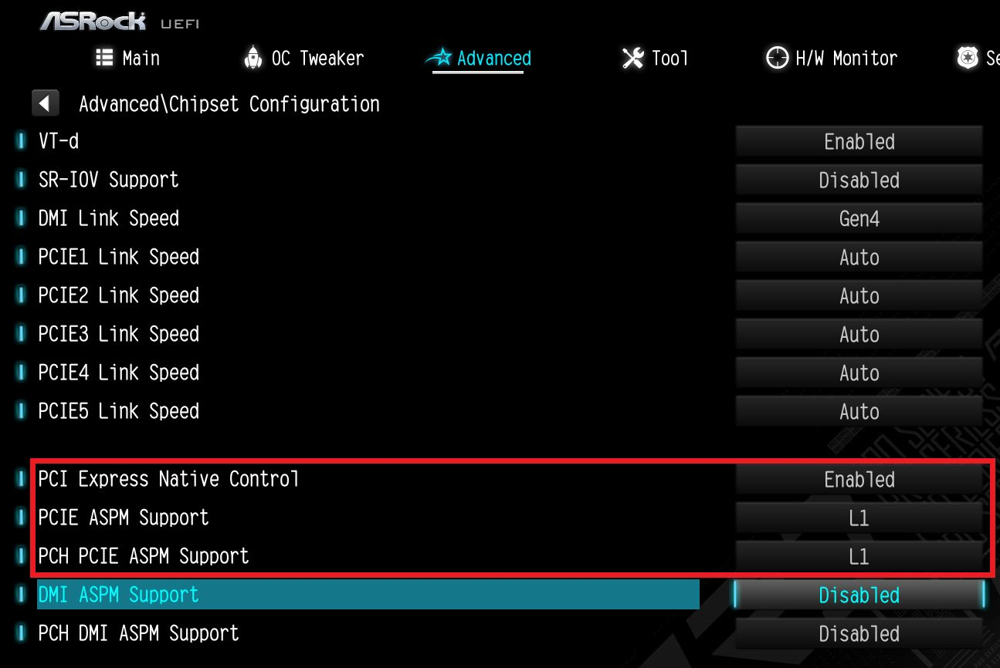 ASRock UEFI
Main OC Tweaker Advanced Tool H/W Monitor
Advanced\Chipset Configuration
VT-d Enabled
SR-IOV Support Disabled
DMI Link Speed Gen4
PCIE1 Link Speed Auto
PCIE2 Link Speed Auto
PCIE3 Link Speed Auto
PCIE4 Link Speed Auto
PCIE5 Link Speed Auto
PCI Express Native Control Enabled
PCIE ASPM Support L1
PCH PCIE ASPM Support L1
DMI ASPM Support Disabled
PCH DMI ASPM Support Disabled